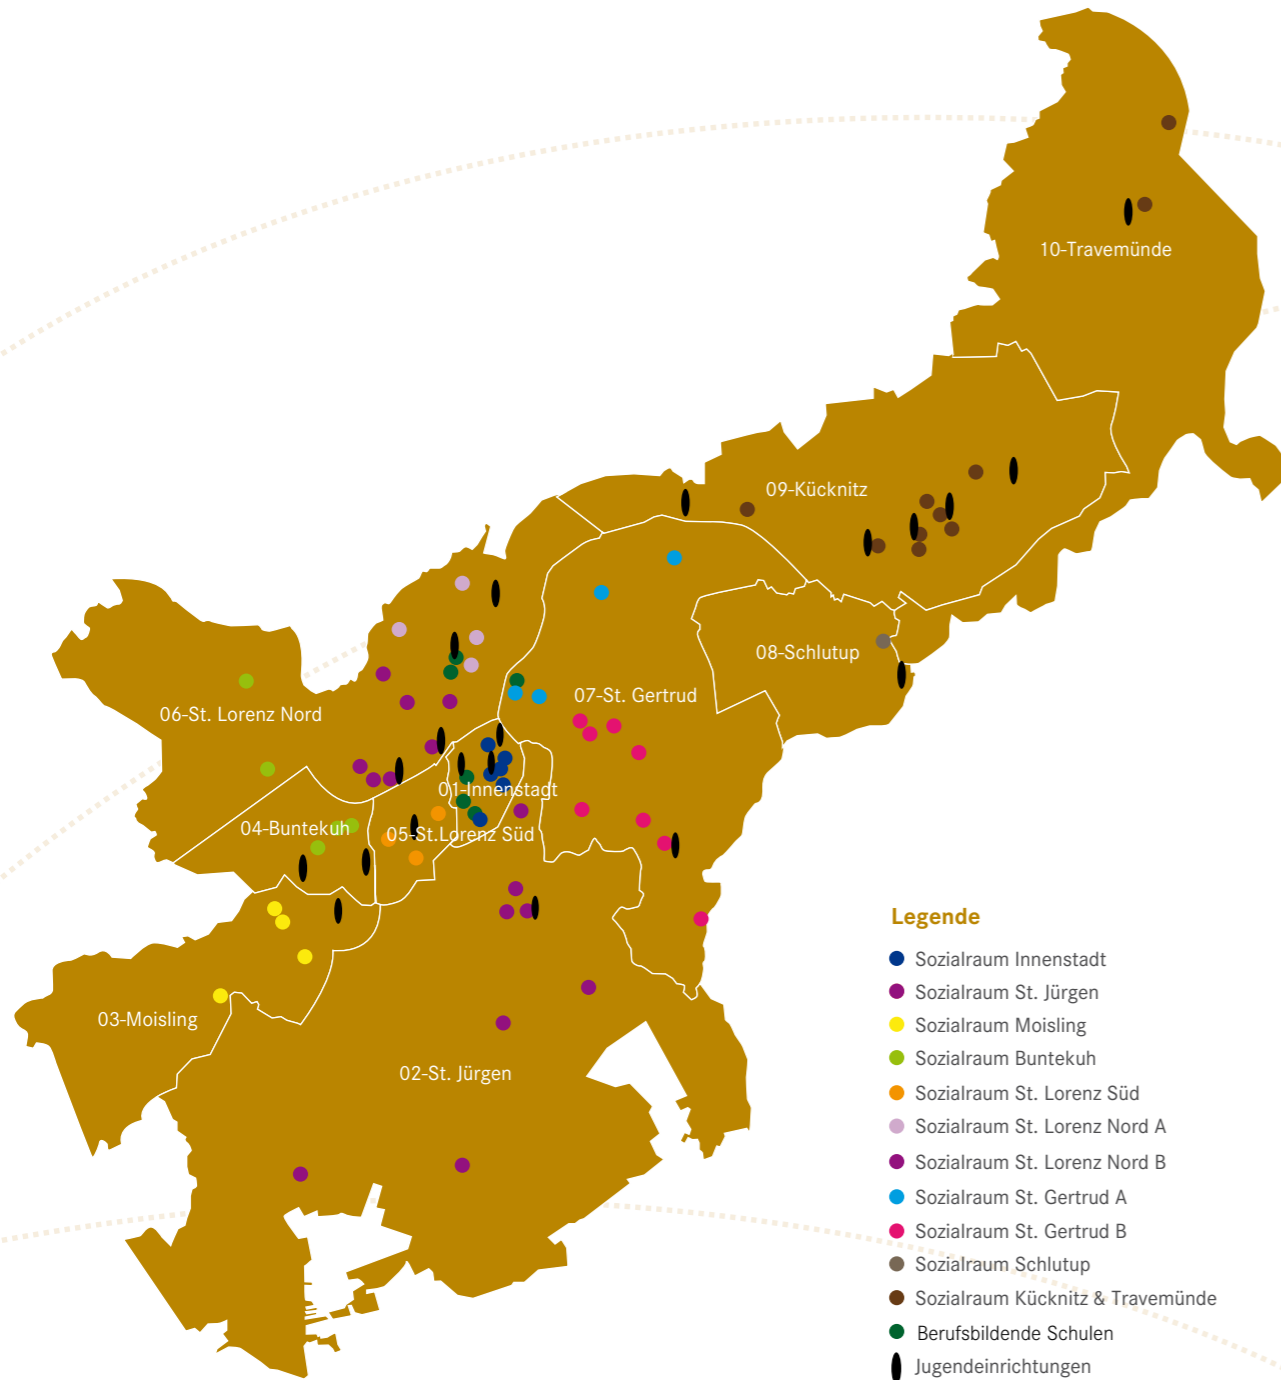 10-Travemünde
09-Kücknitz
08-Schlutup
07-St. Gertrud
06-St. Lorenz Nord
01-Innenstadt
04-Buntekuh
05-St.Lorenz Süd
03-Moisling
02-St. Jürgen
Legende
Sozialraum Innenstadt
Sozialraum St. Jürgen
Sozialraum Moisling
Sozialraum Buntekuh
Sozialraum St. Lorenz Süd
Sozialraum St. Lorenz Nord A
Sozialraum St. Lorenz Nord B
Sozialraum St. Gertrud A
Sozialraum St. Gertrud B
Sozialraum Schlutup
Sozialraum Kücknitz & Travemünde
Berufsbildende Schulen
Jugendeinrichtungen